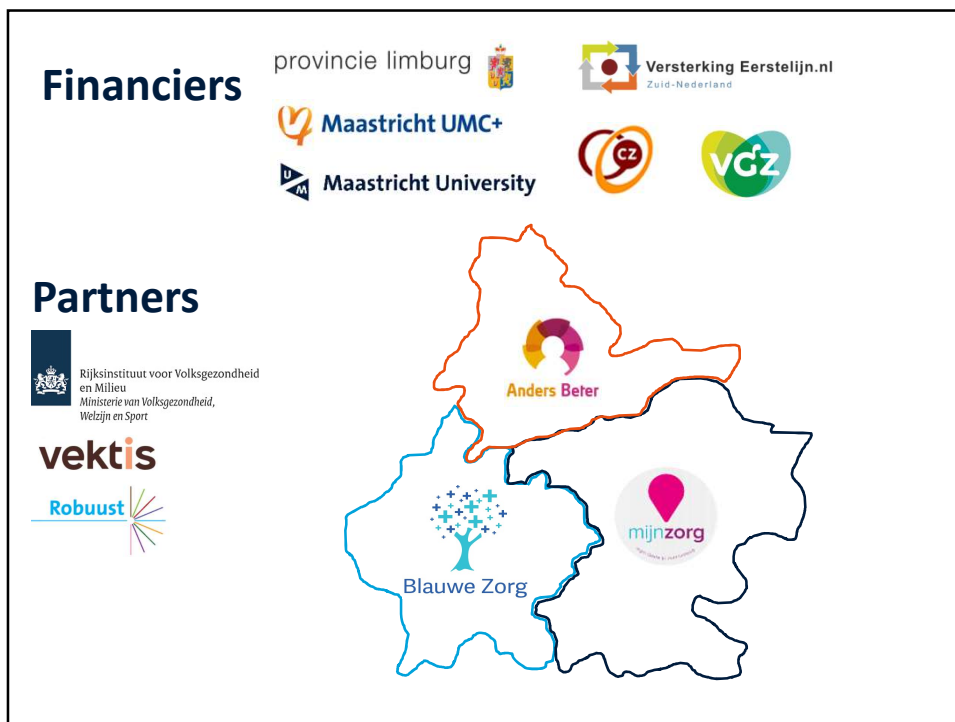 Financiers
provincie limburg
Versterking Eerstelijn.nl
Zuid-Nederland
Maastricht UMC+
CZ
VGZ
UM
Maastricht University
Partners
Rijksinstituut voor Volksgezondheid
en Milieu
Ministerie van Volksgezondheid,
Welzijn en Sport
vektis
Robuust
Anders Beter
Blauwe Zorg
mijnzorg